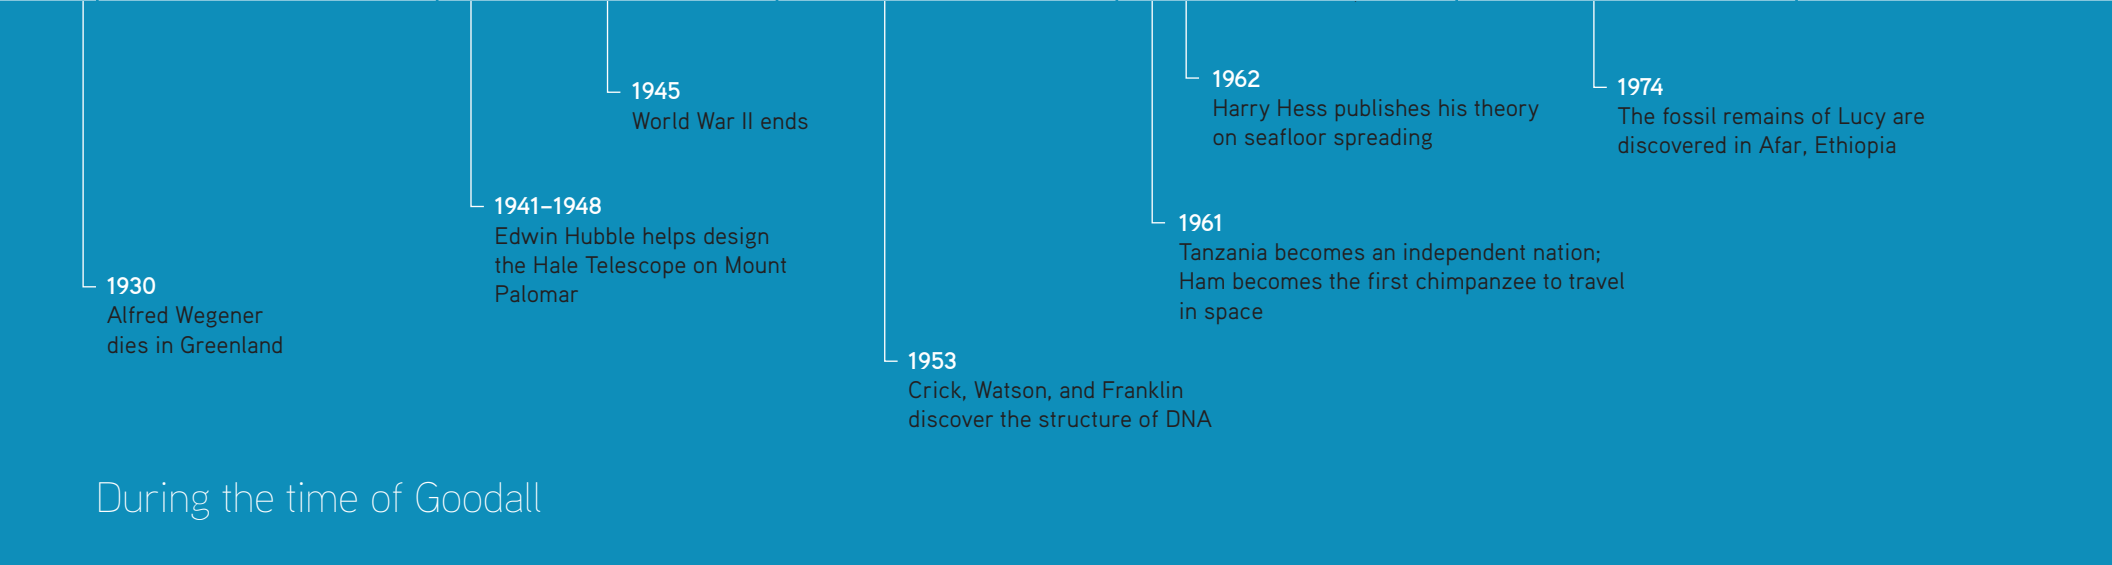 1930
Alfred Wegener
dies in Greenland
1941–1948
Edwin Hubble helps design
the Hale Telescope on Mount
Palomar
1945
World War II ends
1953
Crick, Watson, and Franklin
discover the structure of DNA
1961
Tanzania becomes an independent nation;
Ham becomes the first chimpanzee to travel
in space
1962
Harry Hess publishes his theory
on seafloor spreading
1974
The fossil remains of Lucy are
discovered in Afar, Ethiopia
During the time of Goodall